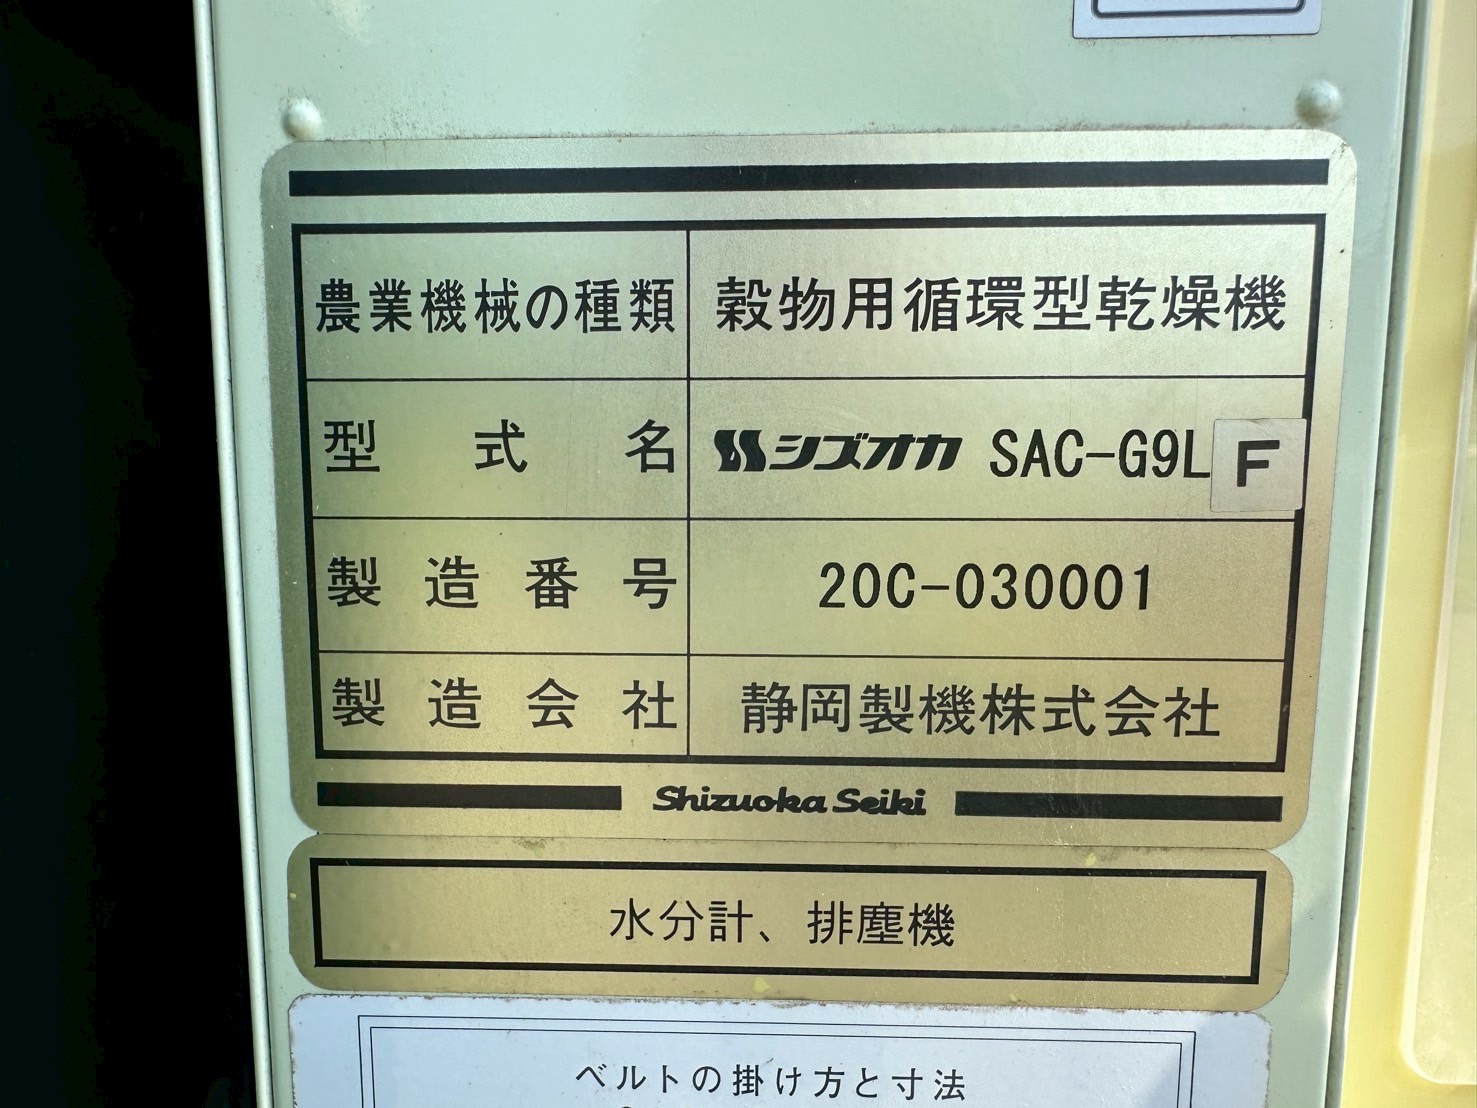 農業機械の種類 穀物用循環型乾燥機
型式名 シズオカ SAC-G9L F
製造番号 20C-030001
製造会社 静岡製機株式会社
Shizuoka Seiki
水分計、排塵機
ベルトの掛け方と寸法